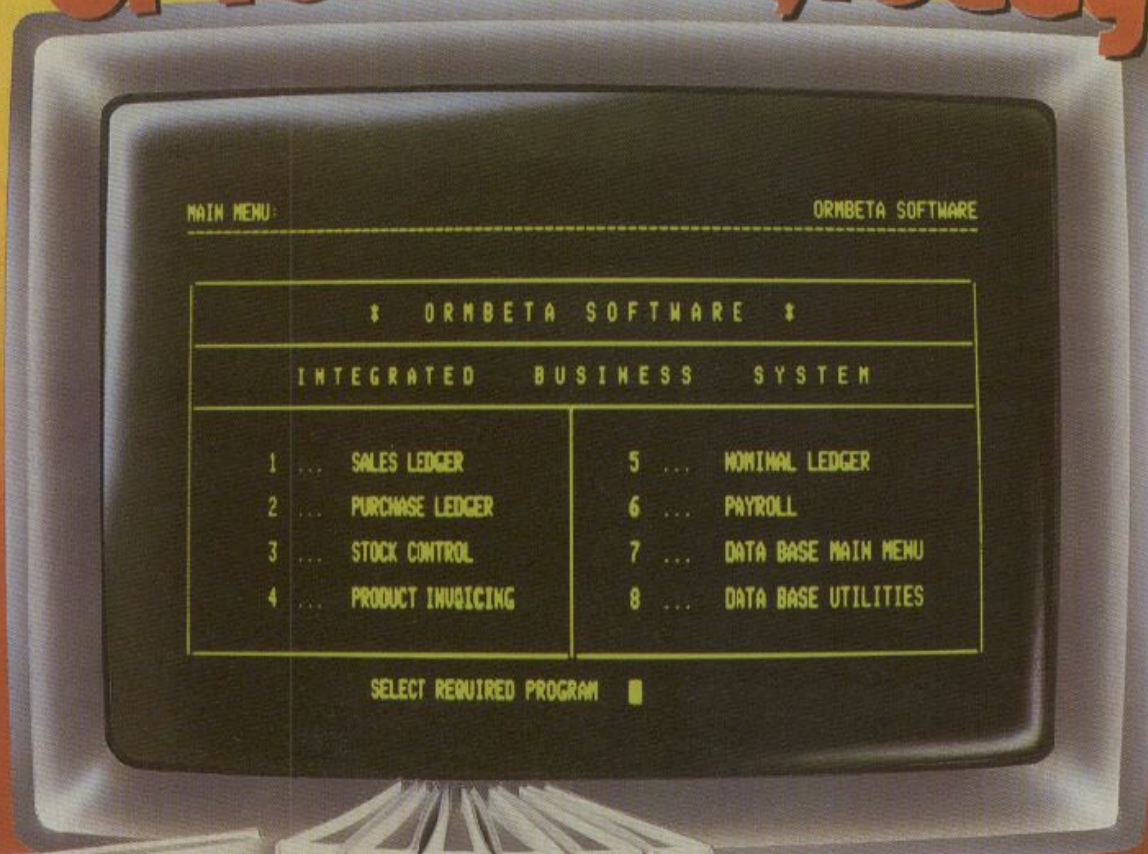 MAIN MENU: ORMBETA SOFTWARE
* ORMBETA SOFTWARE *
INTEGRATED BUSINESS SYSTEM
1 ... SALES LEDGER
2 ... PURCHASE LEDGER
3 ... STOCK CONTROL
4 ... PRODUCT INVOICING
5 ... NOMINAL LEDGER
6 ... PAYROLL
7 ... DATA BASE MAIN MENU
8 ... DATA BASE UTILITIES
SELECT REQUIRED PROGRAM